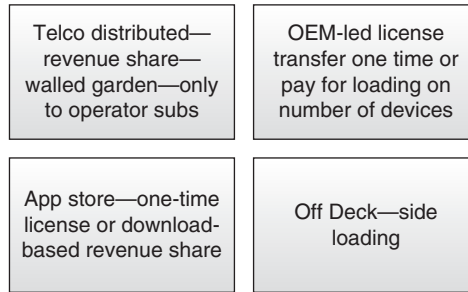 Telco distributed—
revenue share—
walled garden—only
to operator subs
OEM-led license
transfer one time or
pay for loading on
number of devices
App store—one-time
license or download-
based revenue share
Off Deck—side
loading